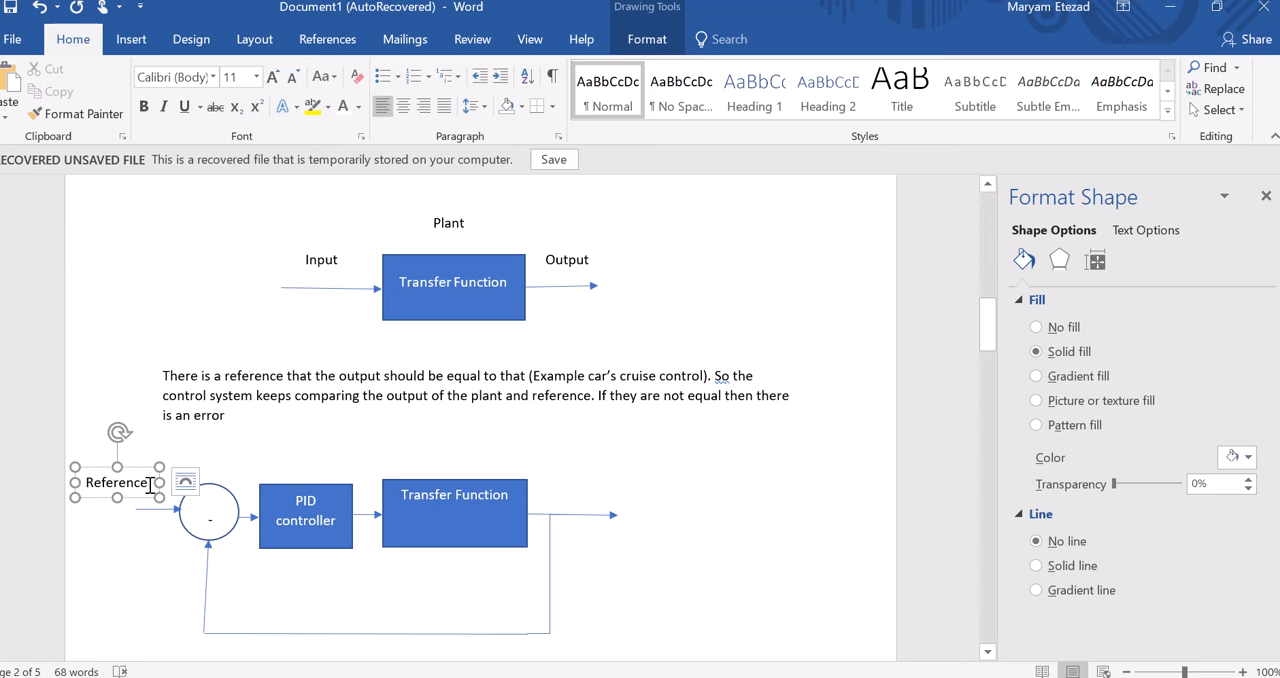 Document1 (AutoRecovered) - Word
Drawing Tools
Maryam Etezad
File Home Insert Design Layout References Mailings Review View Help Format Search Share
Cut
Copy
Format Painter
Clipboard
Calibri (Body) 11
Font
Paragraph
AaBbCcDc AaBbCcDc AaBbCc AaBbCcD AaB AaBbCcD AaBbCcDc AaBbCcDc
¶ Normal ¶ No Spac... Heading 1 Heading 2 Title Subtitle Subtle Em... Emphasis
Styles
Find
Replace
Select
Editing
ECOVERED UNSAVED FILE This is a recovered file that is temporarily stored on your computer. Save
Plant
Input
Output
Transfer Function
There is a reference that the output should be equal to that (Example car's cruise control). So the
control system keeps comparing the output of the plant and reference. If they are not equal then there
is an error
Reference
-
PID
controller
Transfer Function
Format Shape
Shape Options Text Options
Fill
No fill
Solid fill
Gradient fill
Picture or texture fill
Pattern fill
Color
Transparency 0%
Line
No line
Solid line
Gradient line
ge 2 of 5 68 words
100%